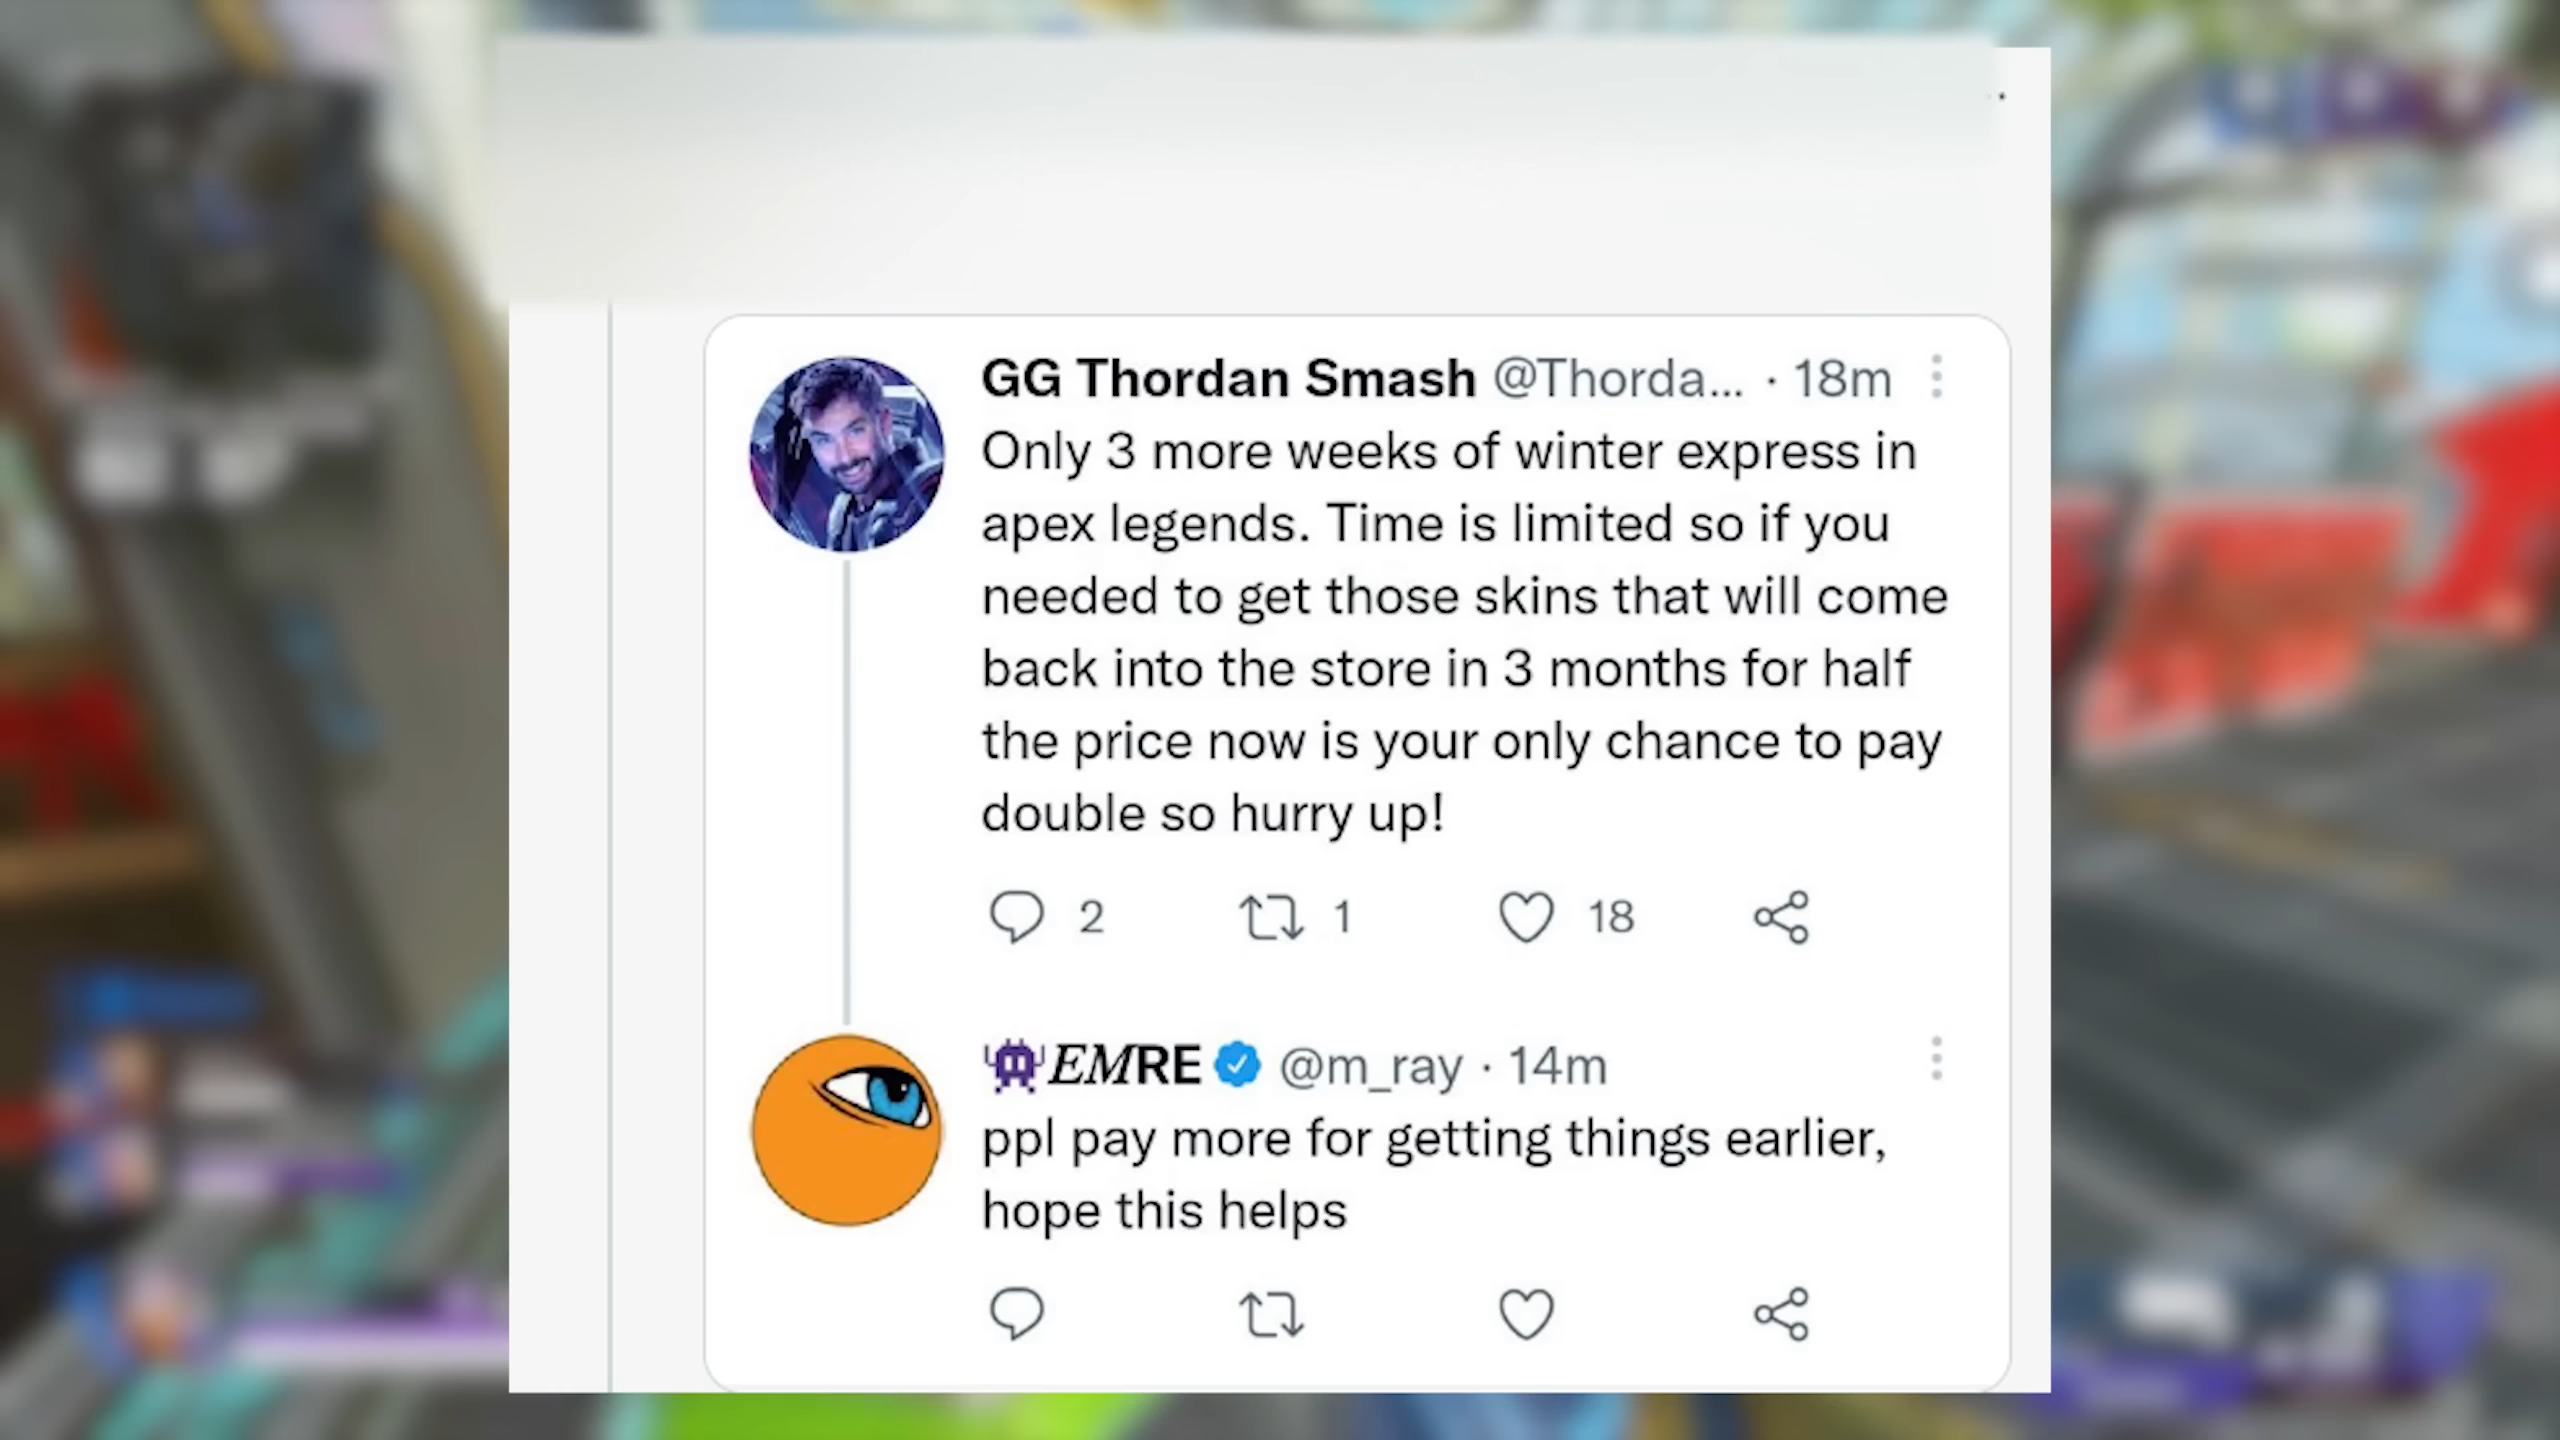 GG Thordan Smash @Thorda... · 18m
Only 3 more weeks of winter express in
apex legends. Time is limited so if you
needed to get those skins that will come
back into the store in 3 months for half
the price now is your only chance to pay
double so hurry up!
2 1 18
👾EMRE @m_ray · 14m
ppl pay more for getting things earlier,
hope this helps